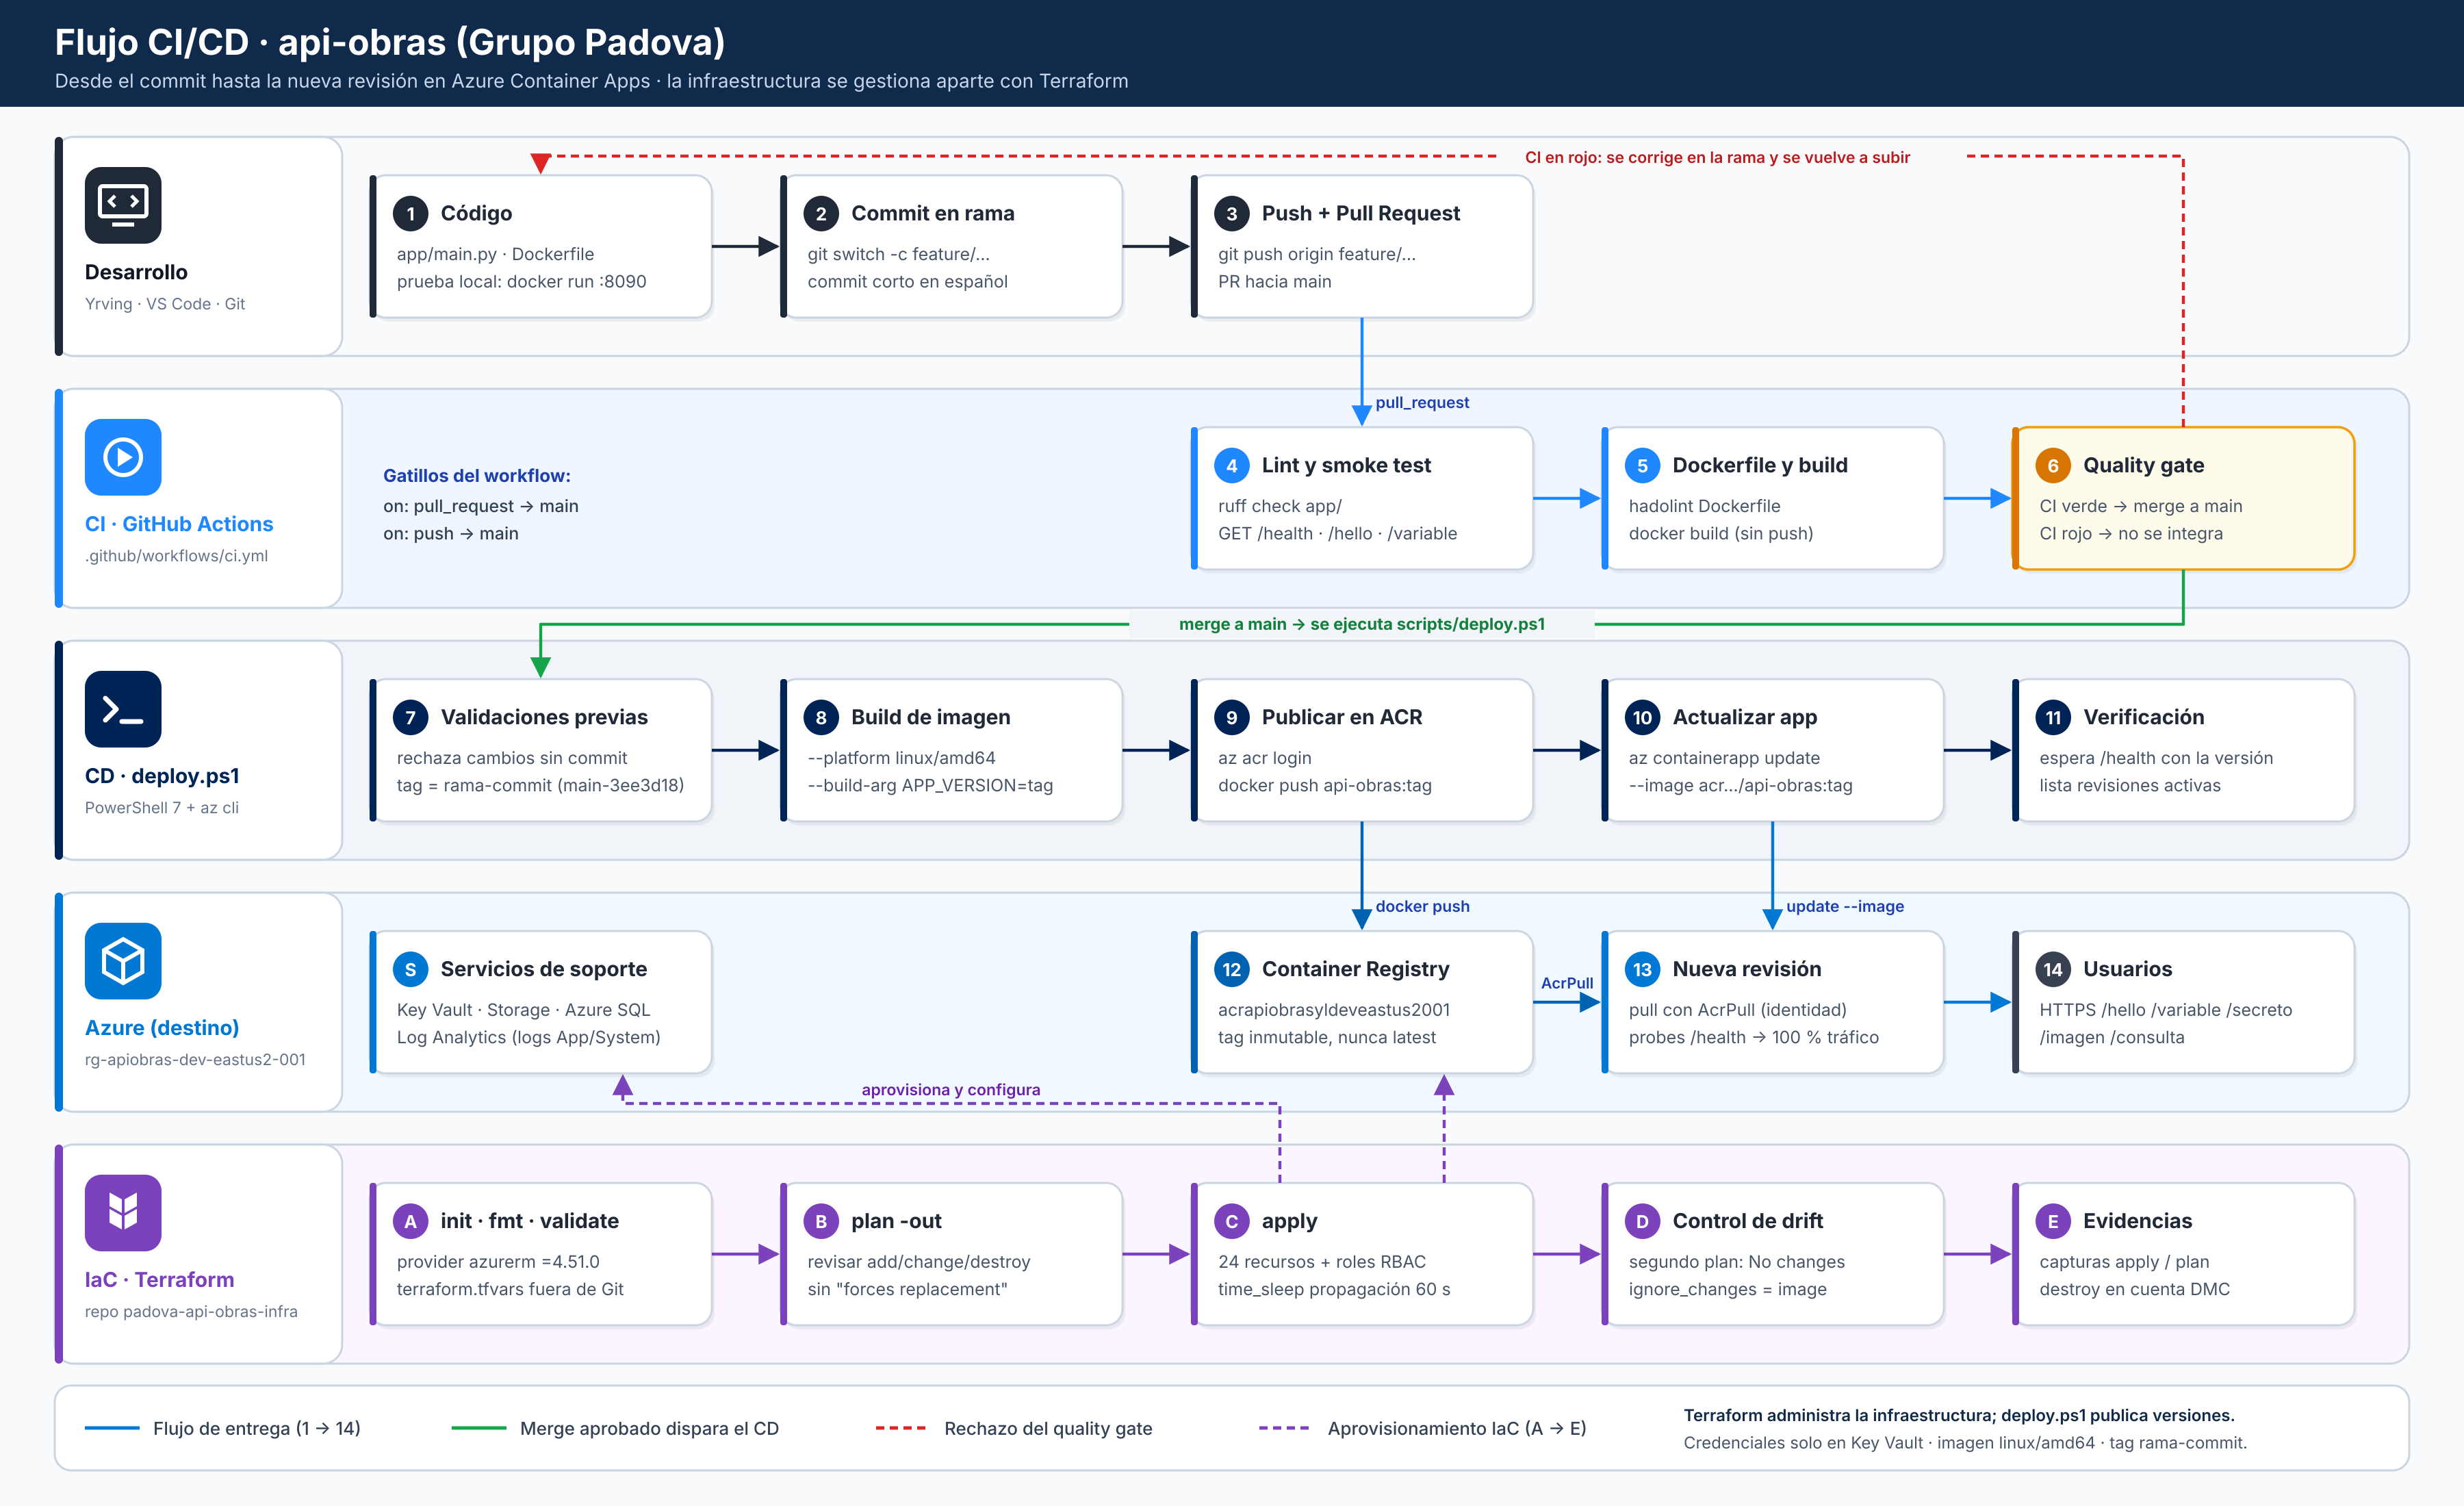 Flujo CI/CD · api-obras (Grupo Padova)
Desde el commit hasta la nueva revisión en Azure Container Apps · la infraestructura se gestiona aparte con Terraform
CI en rojo: se corrige en la rama y se vuelve a subir
Desarrollo
Yrving · VS Code · Git
1 Código
app/main.py · Dockerfile
prueba local: docker run :8090
2 Commit en rama
git switch -c feature/...
commit corto en español
3 Push + Pull Request
git push origin feature/...
PR hacia main
pull_request
CI · GitHub Actions
.github/workflows/ci.yml
Gatillos del workflow:
on: pull_request → main
on: push → main
4 Lint y smoke test
ruff check app/
GET /health · /hello · /variable
5 Dockerfile y build
hadolint Dockerfile
docker build (sin push)
6 Quality gate
CI verde → merge a main
CI rojo → no se integra
merge a main → se ejecuta scripts/deploy.ps1
CD · deploy.ps1
PowerShell 7 + az cli
7 Validaciones previas
rechaza cambios sin commit
tag = rama-commit (main-3ee3d18)
8 Build de imagen
--platform linux/amd64
--build-arg APP_VERSION=tag
9 Publicar en ACR
az acr login
docker push api-obras:tag
10 Actualizar app
az containerapp update
--image acr.../api-obras:tag
11 Verificación
espera /health con la versión
lista revisiones activas
docker push
update --image
Azure (destino)
rg-apiobras-dev-eastus2-001
S Servicios de soporte
Key Vault · Storage · Azure SQL
Log Analytics (logs App/System)
12 Container Registry
acrapiobrasyldeveastus2001
tag inmutable, nunca latest
AcrPull
13 Nueva revisión
pull con AcrPull (identidad)
probes /health → 100 % tráfico
14 Usuarios
HTTPS /hello /variable /secreto
/imagen /consulta
aprovisiona y configura
IaC · Terraform
repo padova-api-obras-infra
A init · fmt · validate
provider azurerm =4.51.0
terraform.tfvars fuera de Git
B plan -out
revisar add/change/destroy
sin "forces replacement"
C apply
24 recursos + roles RBAC
time_sleep propagación 60 s
D Control de drift
segundo plan: No changes
ignore_changes = image
E Evidencias
capturas apply / plan
destroy en cuenta DMC
Flujo de entrega (1 → 14)
Merge aprobado dispara el CD
Rechazo del quality gate
Aprovisionamiento IaC (A → E)
Terraform administra la infraestructura; deploy.ps1 publica versiones.
Credenciales solo en Key Vault · imagen linux/amd64 · tag rama-commit.